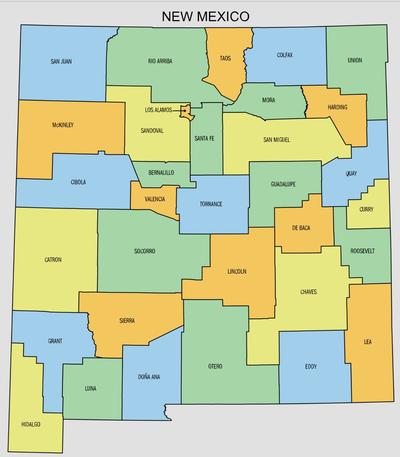 NEW MEXICO
SAN JUAN
RIO ARRIBA
TAOS
COLFAX
UNION
LOS ALAMOS
MORA
HARDING
McKINLEY
SANDOVAL
SANTA FE
SAN MIGUEL
CIBOLA
BERNALILLO
VALENCIA
TORRANCE
GUADALUPE
QUAY
CURRY
DE BACA
ROOSEVELT
CATRON
SOCORRO
LINCOLN
CHAVES
SIERRA
GRANT
LUNA
DOÑA ANA
OTERO
EDDY
LEA
HIDALGO